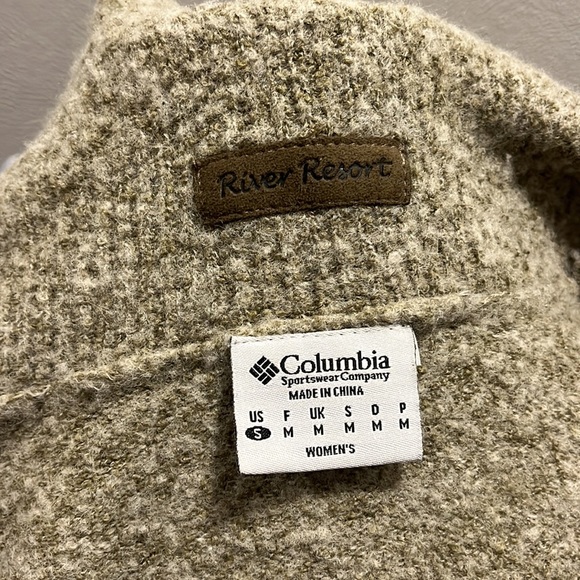 River Resort
Columbia
Sportswear Company
MADE IN CHINA
US F UK S O P
S M M M M M
WOMEN'S